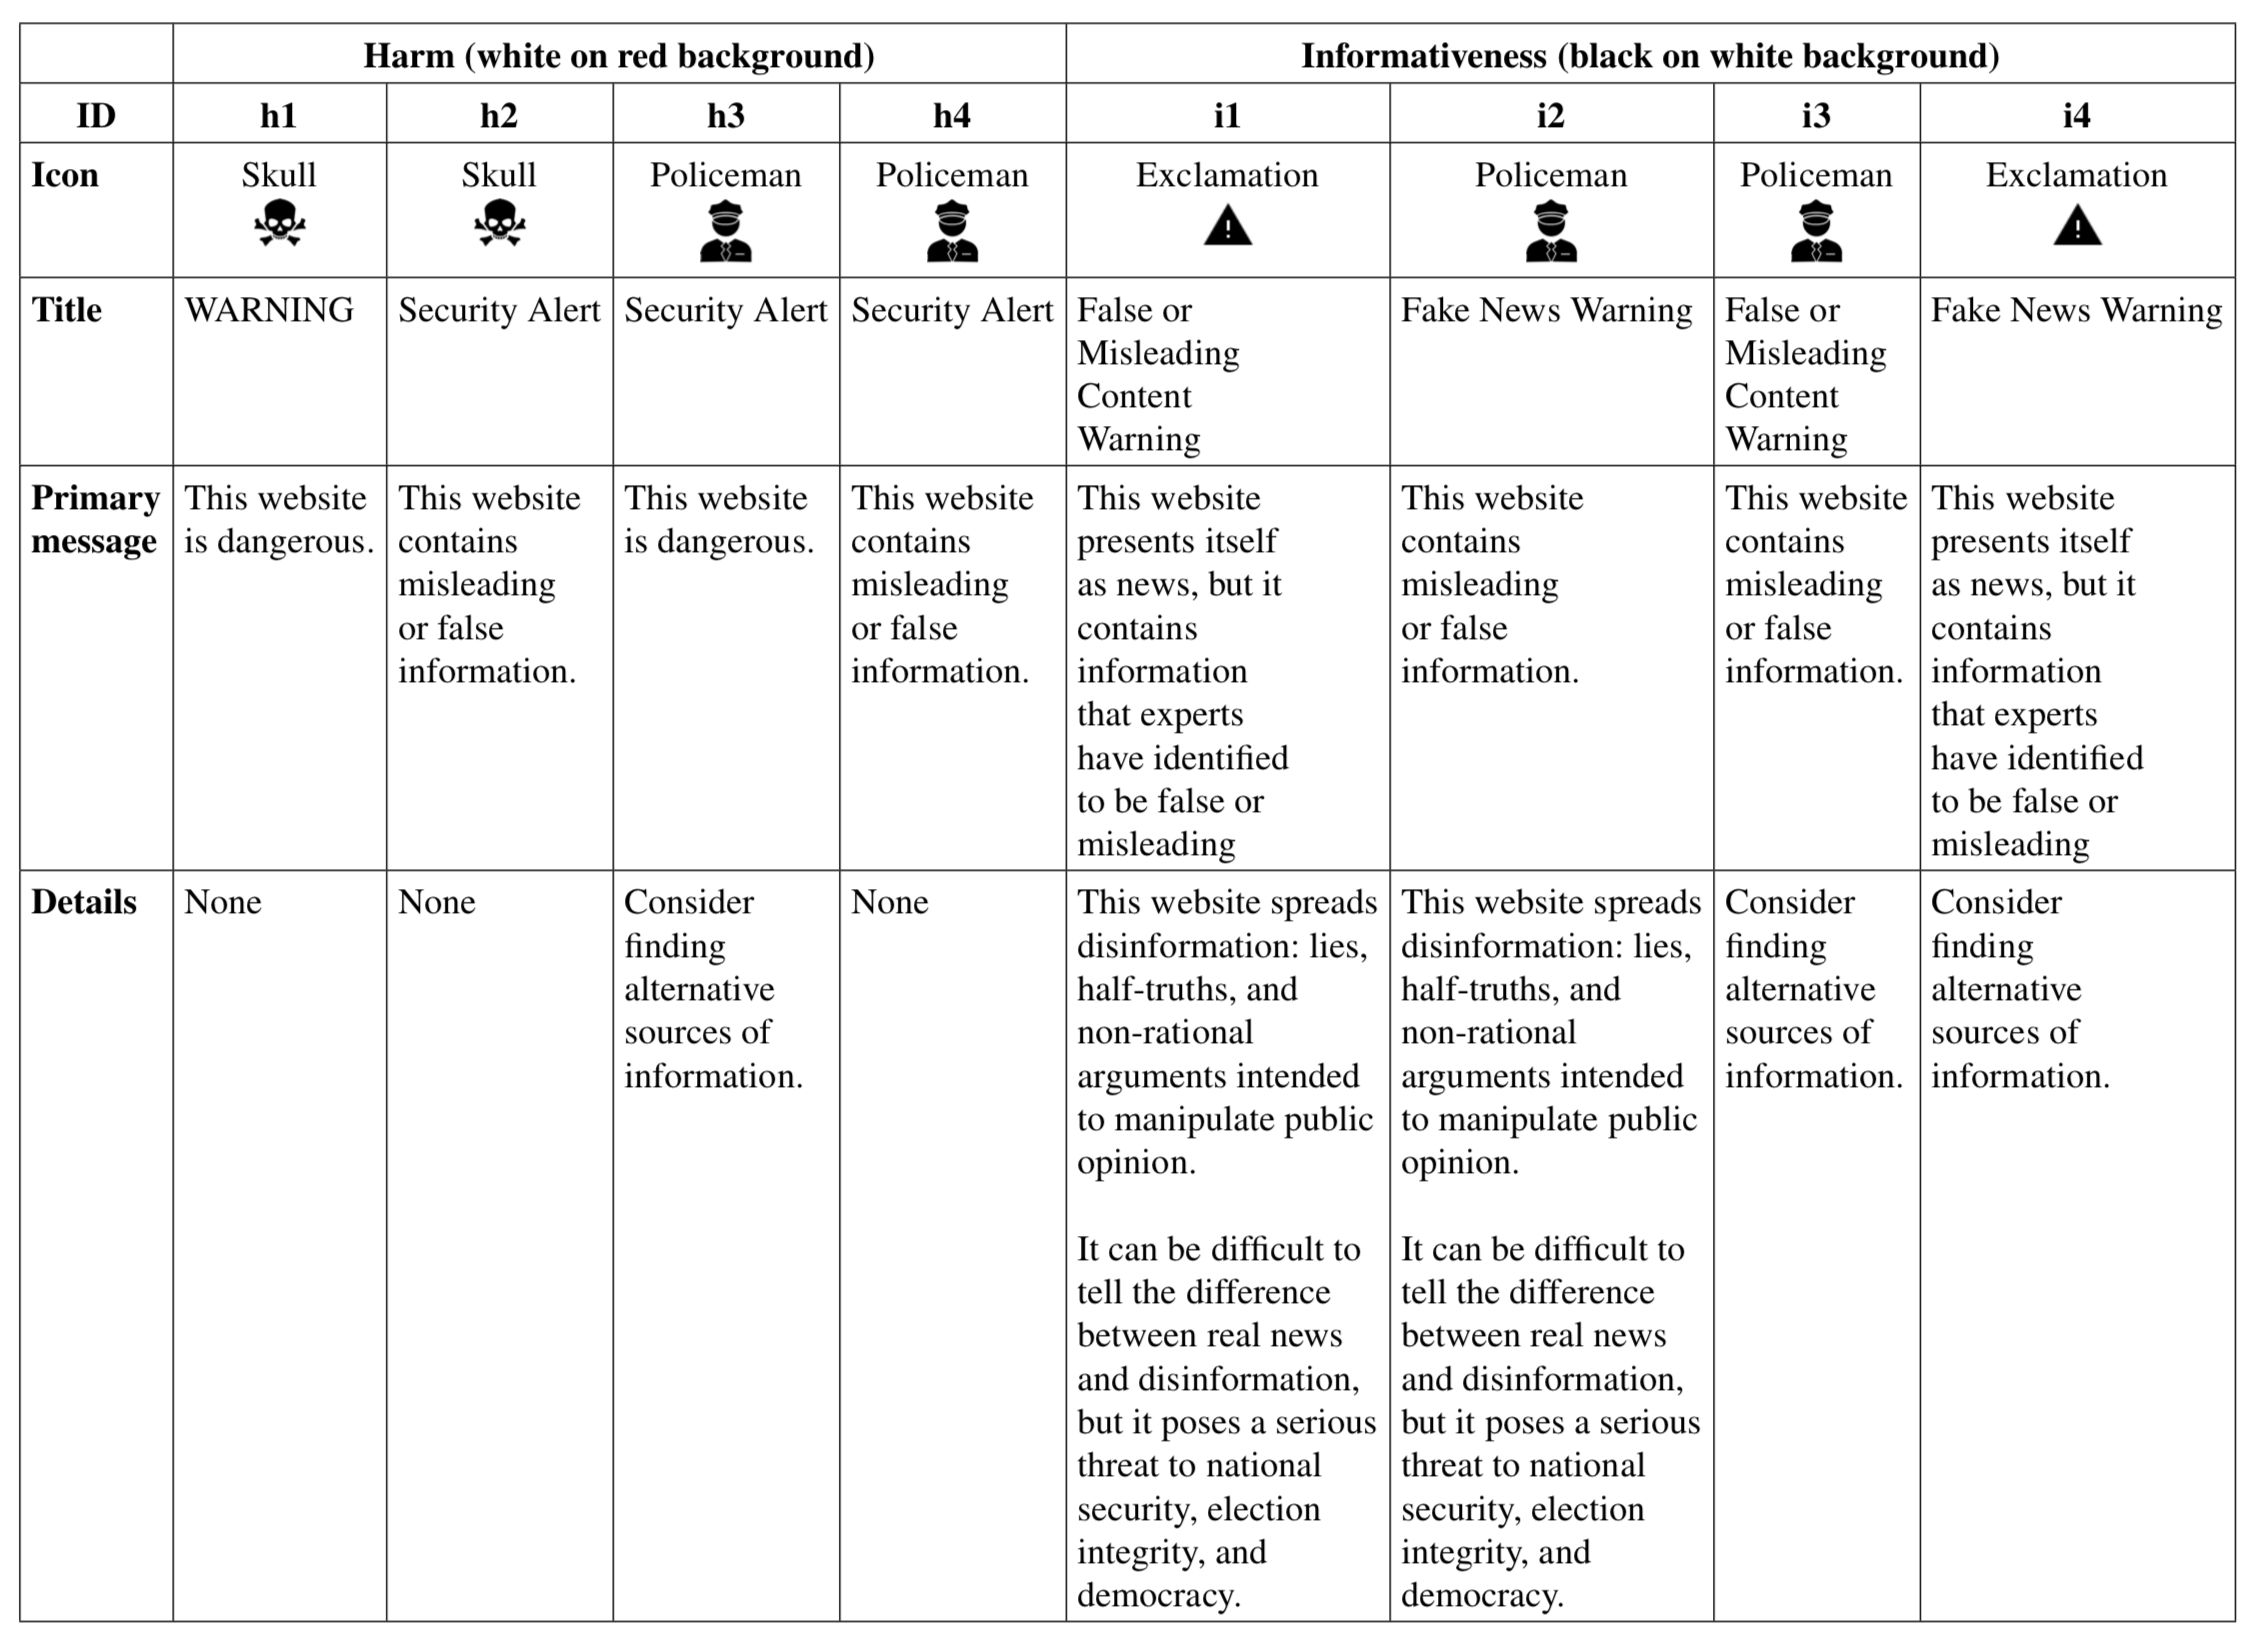 Harm (white on red background) Informativeness (black on white background)
ID h1 h2 h3 h4 i1 i2 i3 i4
Icon Skull Skull Policeman Policeman Exclamation Policeman Policeman Exclamation
Title
WARNING
Security Alert
Security Alert
Security Alert
False or
Misleading
Content
Warning
Fake News Warning
False or
Misleading
Content
Warning
Fake News Warning
Primary
message
This website
is dangerous.
This website
contains
misleading
or false
information.
This website
is dangerous.
This website
contains
misleading
or false
information.
This website
presents itself
as news, but it
contains
information
that experts
have identified
to be false or
misleading
This website
contains
misleading
or false
information.
This website
contains
misleading
or false
information.
This website
presents itself
as news, but it
contains
information
that experts
have identified
to be false or
misleading
Details
None
None
Consider
finding
alternative
sources of
information.
None
This website spreads
disinformation: lies,
half-truths, and
non-rational
arguments intended
to manipulate public
opinion.
It can be difficult to
tell the difference
between real news
and disinformation,
but it poses a serious
threat to national
security, election
integrity, and
democracy.
This website spreads
disinformation: lies,
half-truths, and
non-rational
arguments intended
to manipulate public
opinion.
It can be difficult to
tell the difference
between real news
and disinformation,
but it poses a serious
threat to national
security, election
integrity, and
democracy.
Consider
finding
alternative
sources of
information.
Consider
finding
alternative
sources of
information.